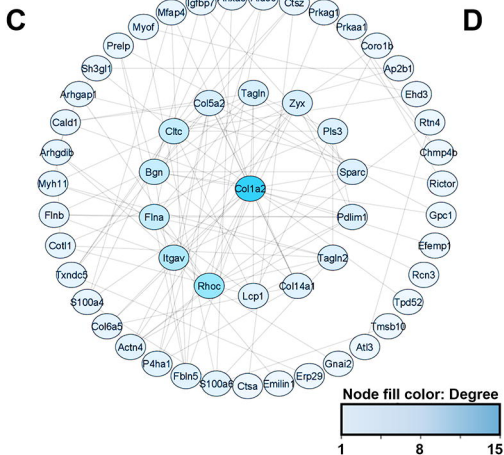 C
D
Mfap4
Igfbp7
Ctsz
Prkag1
Myof
Prkaa1
Prelp
Coro1b
Sh3gl1
Ap2b1
Arhgap1
Ehd3
Cald1
Rtn4
Arhgdib
Chmp4b
Myh11
Rictor
Flnb
Gpc1
Cotl1
Efemp1
Txndc5
Rcn3
S100a4
Tpd52
Col6a5
Tmsb10
Actn4
Atl3
P4ha1
Gnai2
Fbln5
Erp29
S100a6
Ctsa
Emilin1
Tagln
Col5a2
Zyx
Cltc
Pls3
Bgn
Sparc
Col1a2
Flna
Pdlim1
Itgav
Tagln2
Rhoc
Lcp1
Col14a1
Node fill color: Degree
1 8 15